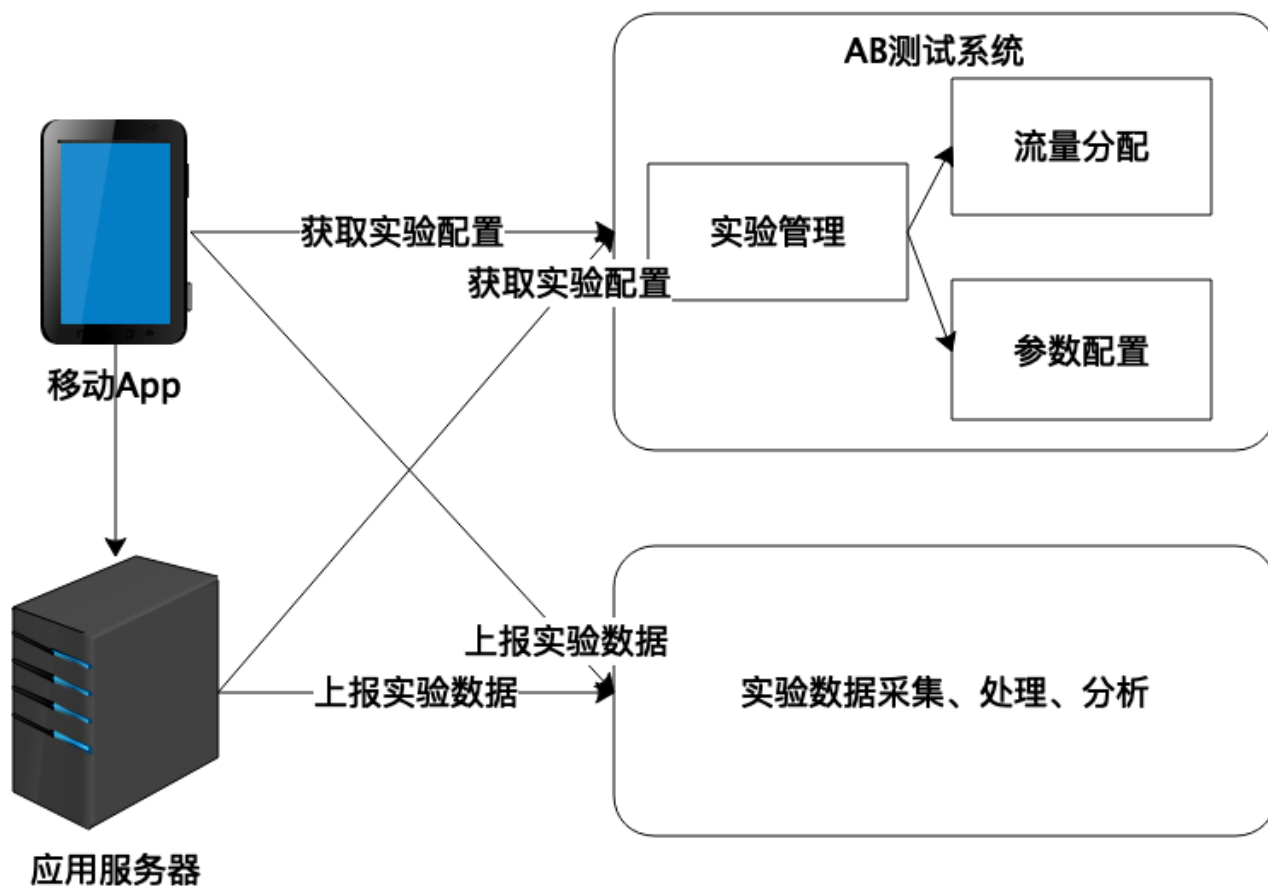 AB测试系统
流量分配
实验管理
获取实验配置
获取实验配置
参数配置
移动App
上报实验数据
上报实验数据
实验数据采集、处理、分析
应用服务器